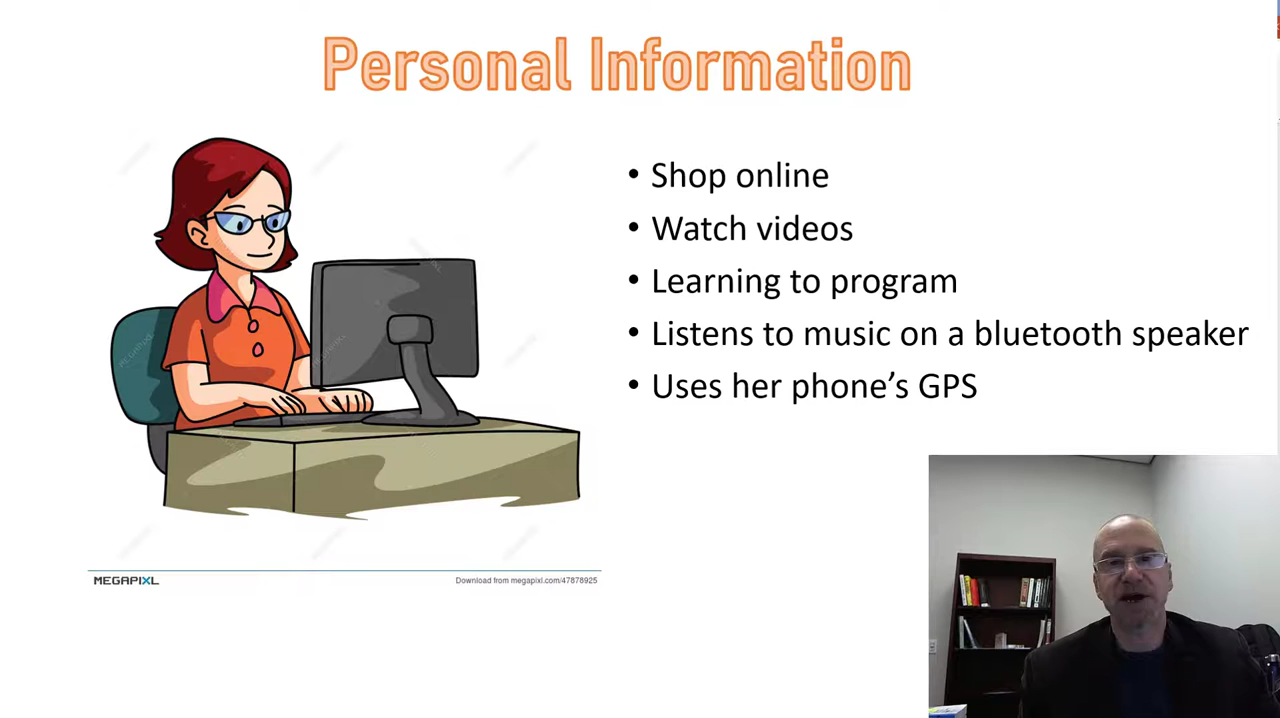 Personal Information
• Shop online
• Watch videos
• Learning to program
• Listens to music on a bluetooth speaker
• Uses her phone’s GPS
MEGAPIXL
Download from megapixl.com/47878925